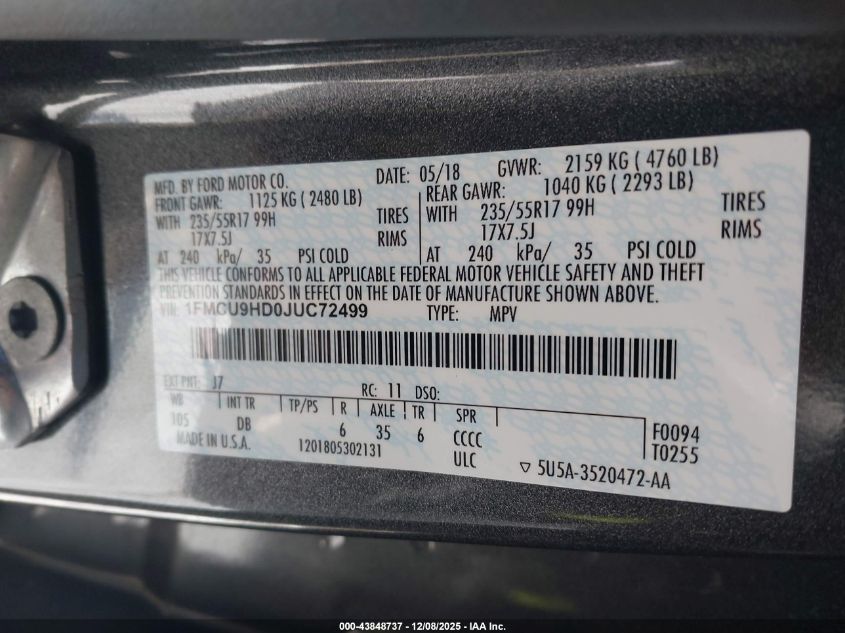 MFD. BY FORD MOTOR CO. DATE: 05/18 GVWR: 2159 KG ( 4760 LB)
FRONT GAWR: 1125 KG ( 2480 LB) REAR GAWR: 1040 KG ( 2293 LB)
WITH 235/55R17 99H TIRES WITH 235/55R17 99H TIRES
17X7.5J RIMS 17X7.5J RIMS
AT 240 kPa/ 35 PSI COLD AT 240 kPa/ 35 PSI COLD
THIS VEHICLE CONFORMS TO ALL APPLICABLE FEDERAL MOTOR VEHICLE SAFETY AND THEFT
PREVENTION STANDARDS IN EFFECT ON THE DATE OF MANUFACTURE SHOWN ABOVE.
VIN: 1FMCU9HD0JUC72499 TYPE: MPV
EXT PNT: J7 RC: 11 DSO:
WB INT TR TP/PS R AXLE TR SPR
105 DB 6 35 6 CCCC F0094
MADE IN U.S.A. 1201805302131 ULC T0255
▽ 5U5A-3520472-AA
000-43848737 - 12/08/2025 - IAA Inc.